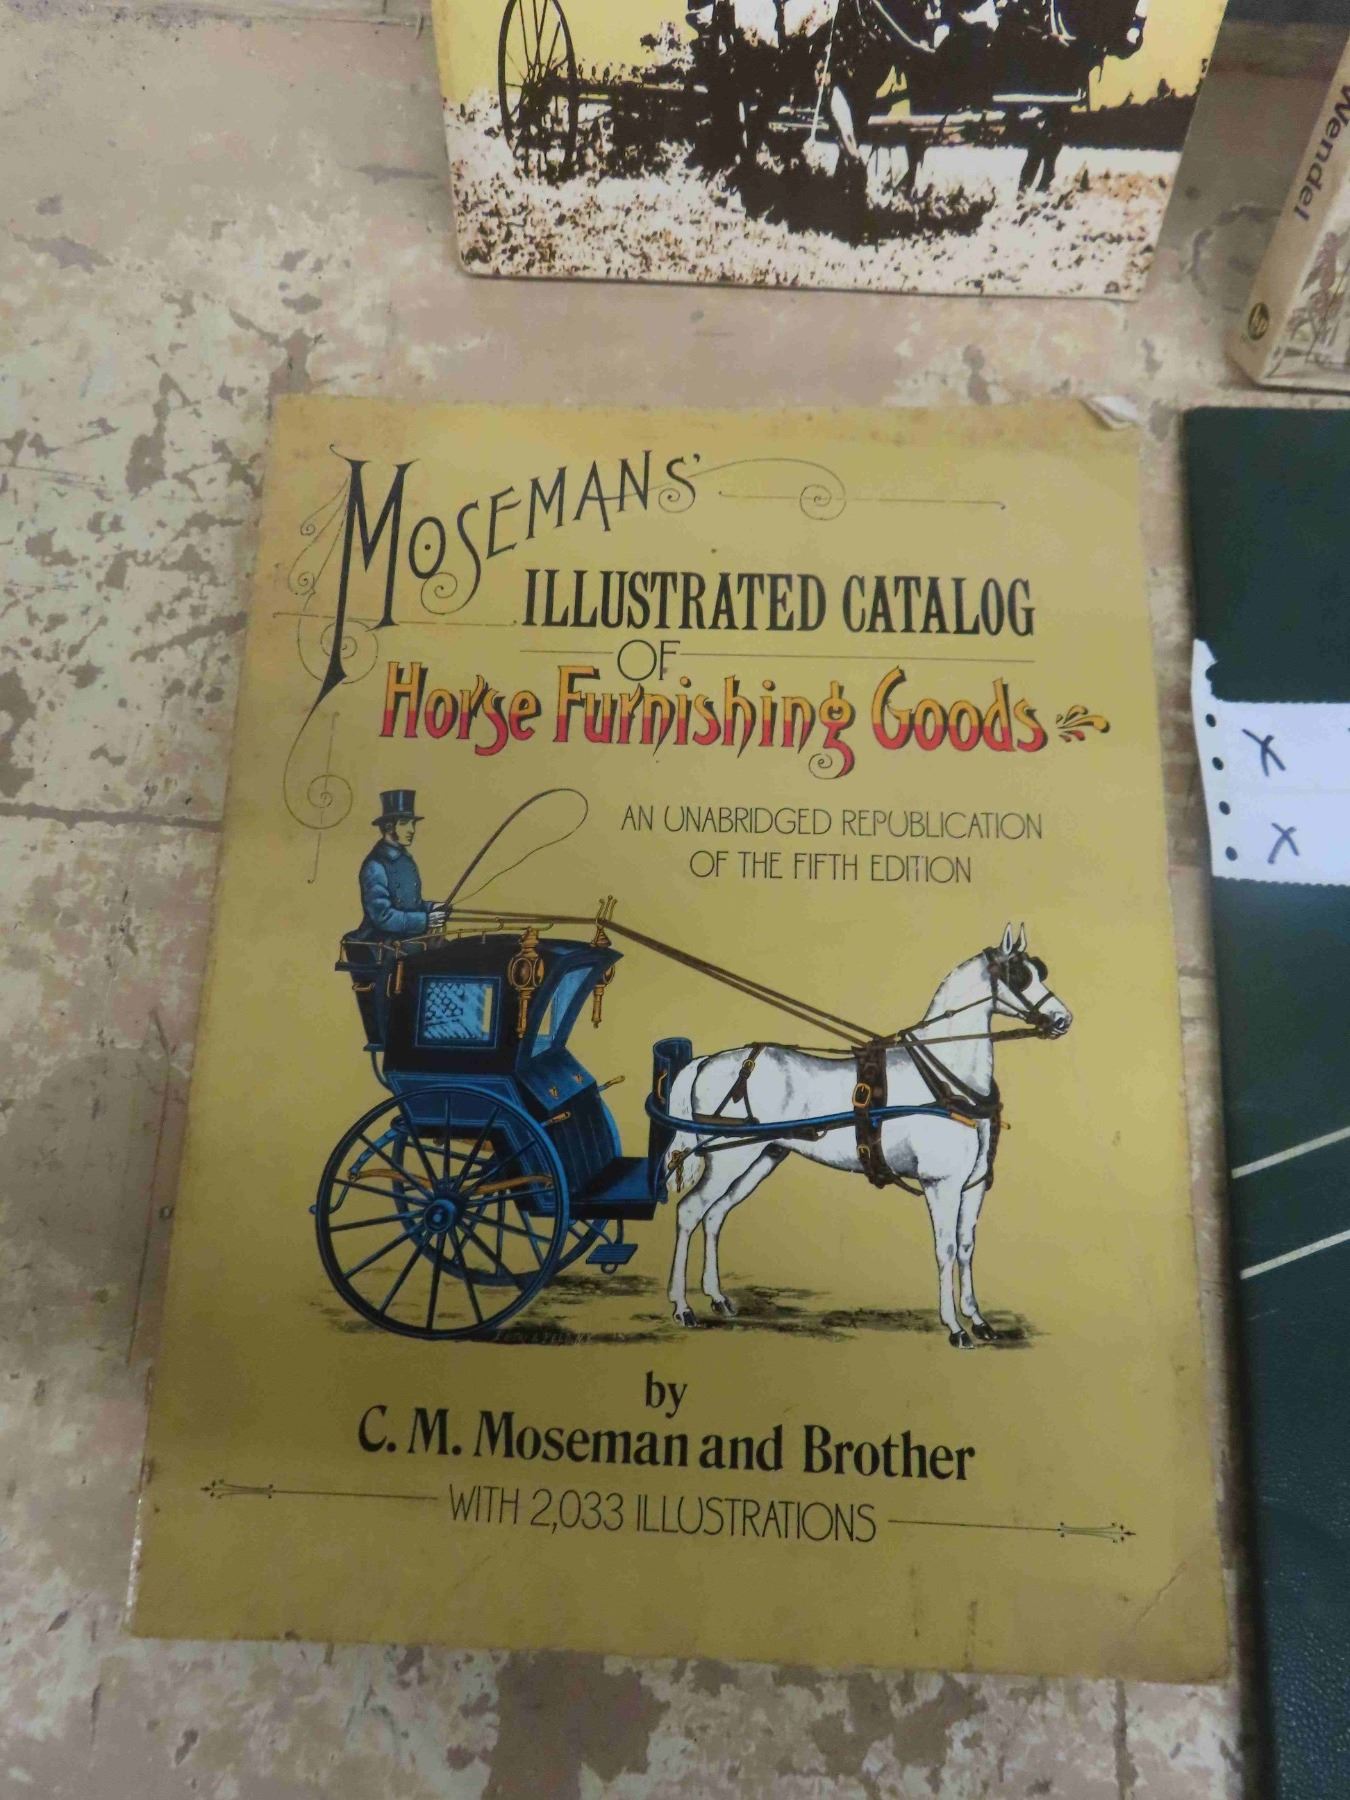 Wendel
MOSEMANS'
ILLUSTRATED CATALOG
OF
Horse Furnishing Goods
AN UNABRIDGED REPUBLICATION
OF THE FIFTH EDITION
X
X
by
C. M. Moseman and Brother
WITH 2,033 ILLUSTRATIONS